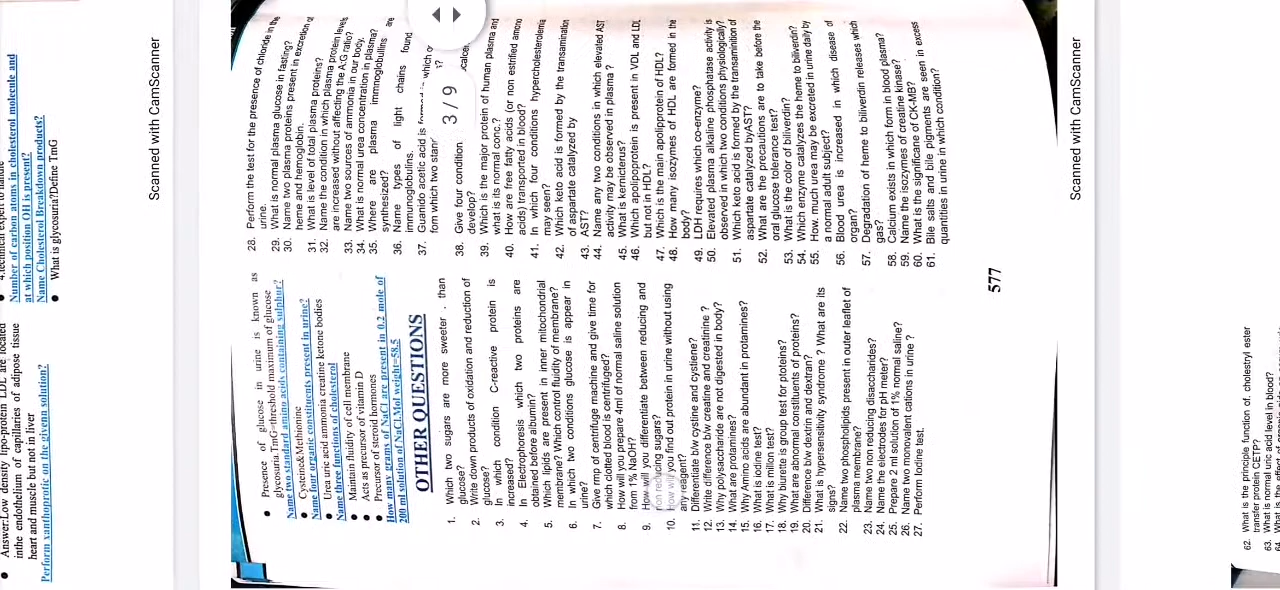 Answer:Low density lipo-protein LDL are located
inthe endothelium of capillaries of adipose tissue
heart and muscle but not in liver
Perform xanthoprotic on the givenn solution?
Number of carbon atoms in cholesterol molecule and
at which position OH is present?
Name Cholesterol Breakdown products?
• What is glycosuria?Define TmG
Scanned with CamScanner
• Presence of glucose in urine is known as
glycosuria.TmG=threshold maximum of glucose
Name two standard amino acids containing sulphur?
• Cystene&Methionine
Name four organic constituents present in urine?
• Urea uric acid ammonia creatine ketone bodies
Name three functions of cholesterol
• Maintain fluidity of cell membrane
• Acts as precursor of vitamin D
• Precursor of steroid hormones
How many grams of NaCl are present in 0.2 mole of
200 ml solution of NaCl.Mol weight=58.5
OTHER QUESTIONS
1. Which two sugars are more sweeter . than
glucose?
2. Write down products of oxidation and reduction of
glucose?
3. In which condition C-reactive protein is
increased?
4. In Electrophoresis which two proteins are
obtained before albumin?
5. Which lipids are present in inner mitochondrial
membrane? Which control fluidity of membrane?
6. In which two conditions glucose is appear in
urine?
7. Give rmp of centrifuge machine and give time for
which clotted blood is centrifuged?
8. How will you prepare 4ml of normal saline solution
from 1% NaOH?
9. How will you differentiate between reducing and
non reducing sugars?
10. How will you find out protein in urine without using
any reagent?
11. Differentiate b/w cystine and cystiene?
12. Write difference b/w creatine and creatinine ?
13. Why polysaccharide are not digested in body?
14. What are protamines?
15. Why Amino acids are abundant in protamines?
16. What is iodine test?
17. What is milion test?
18. Why biurette is group test for proteins?
19. What are abnormal constituents of proteins?
20. Difference b/w dextrin and dextran?
21. What is hypersensitivity syndrome ? What are its
signs?
22. Name two phospholipids present in outer leaflet of
plasma membrane?
23. Name two non reducing disaccharides?
24. Name the electrodes for pH meter?
25. Prepare 2 ml solution of 1% normal saline?
26. Name two monovalent cations in urine ?
27. Perform Iodine test.
28. Perform the test for the presence of chloride in the
urine.
29. What is normal plasma glucose in fasting?
30. Name two plasma proteins present in excretion of
heme and hemoglobin.
31. What is level of total plasma proteins?
32. Name the condition in which plasma protein levels
are increased without affecting the A:G ratio?
33. Name two sources of ammonia in our body.
34. What is normal urea concentration in plasma?
35. Where are plasma immnoglobullins are
synthesized?
36. Name types of light chains found
immunoglobulins.
37. Guanido acetic acid is which
form which two
38. Give four condition
develop?
39. Which is the major protein of human plasma and
what is its normal conc.?
40. How are free fatty acids (or non estrified
acids) transported in blood?
41. In which four conditions hypercholesterolemia
may seen?
42. Which keto acid is formed by the transamination
of aspartate catalyzed by
43. AST?
44. Name any two conditions in which elevated AST
activity may be observed in plasma ?
45. What is kernicterus?
46. Which apolipoprotein is present in VDL and LDL
but not in HDL?
47. Which is the main apoliprotein of HDL?
48. How many isozymes of HDL are formed in the
body?
49. LDH requires which co-enzyme?
50. Elevated plasma alkaline phosphatase activity is
observed in which two conditions physiologically?
51. Which keto acid is formed by the transaminition of
aspartate catalyzed byAST?
52. What are the precautions are to take before the
oral glucose tolerance test?
53. What is the color of biliverdin?
54. Which enzyme catalyzes the heme to biliverdin?
55. How. much urea may be excreted in urine daily by
a normal adult subject?
56. Blood urea is increased in which disease of
organ?
57. Degradation of heme to biliverdin releases which
gas?
58. Calcium exists in which form in blood plasma?
59. Name the isozymes of creatine kinase?
60. What is the significane of CK-MB?
61. Bile salts and bile pigments are seen in excess
quantities in urine in which condition?
3 / 9
577
Scanned with CamScanner
62. What is the principle function of. cholestryl ester
transfer protein CETP?
63. What is normal uric acid level in blood?